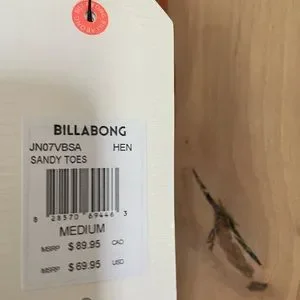 BILLABONG
JN07VBSA HEN
SANDY TOES
8 28570 69446 3
MEDIUM
MSRP $ 89.95 CAD
MSRP $ 69.95 USD